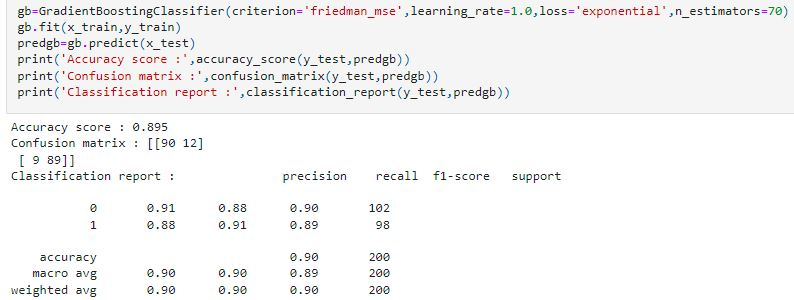 gb=GradientBoostingClassifier(criterion='friedman_mse',learning_rate=1.0,loss='exponential',n_estimators=70)
gb.fit(x_train,y_train)
predgb=gb.predict(x_test)
print('Accuracy score :',accuracy_score(y_test,predgb))
print('Confusion matrix :',confusion_matrix(y_test,predgb))
print('Classification report :',classification_report(y_test,predgb))
Accuracy score : 0.895
Confusion matrix : [[90 12]
 [ 9 89]]
Classification report :               precision    recall  f1-score   support
           0       0.91      0.88      0.90       102
           1       0.88      0.91      0.89        98
    accuracy                           0.90       200
   macro avg       0.90      0.90      0.89       200
weighted avg       0.90      0.90      0.90       200